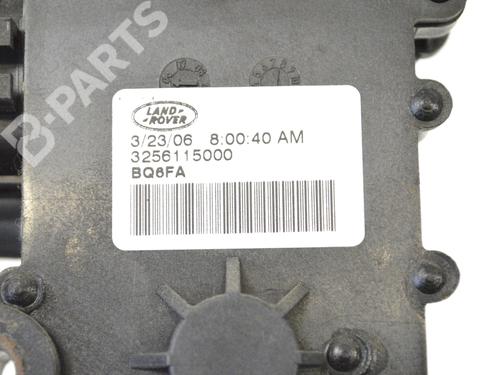 B-PARTS
LAND-
-ROVER
3/23/06 8:00:40 AM
3256115000
BQ6FA